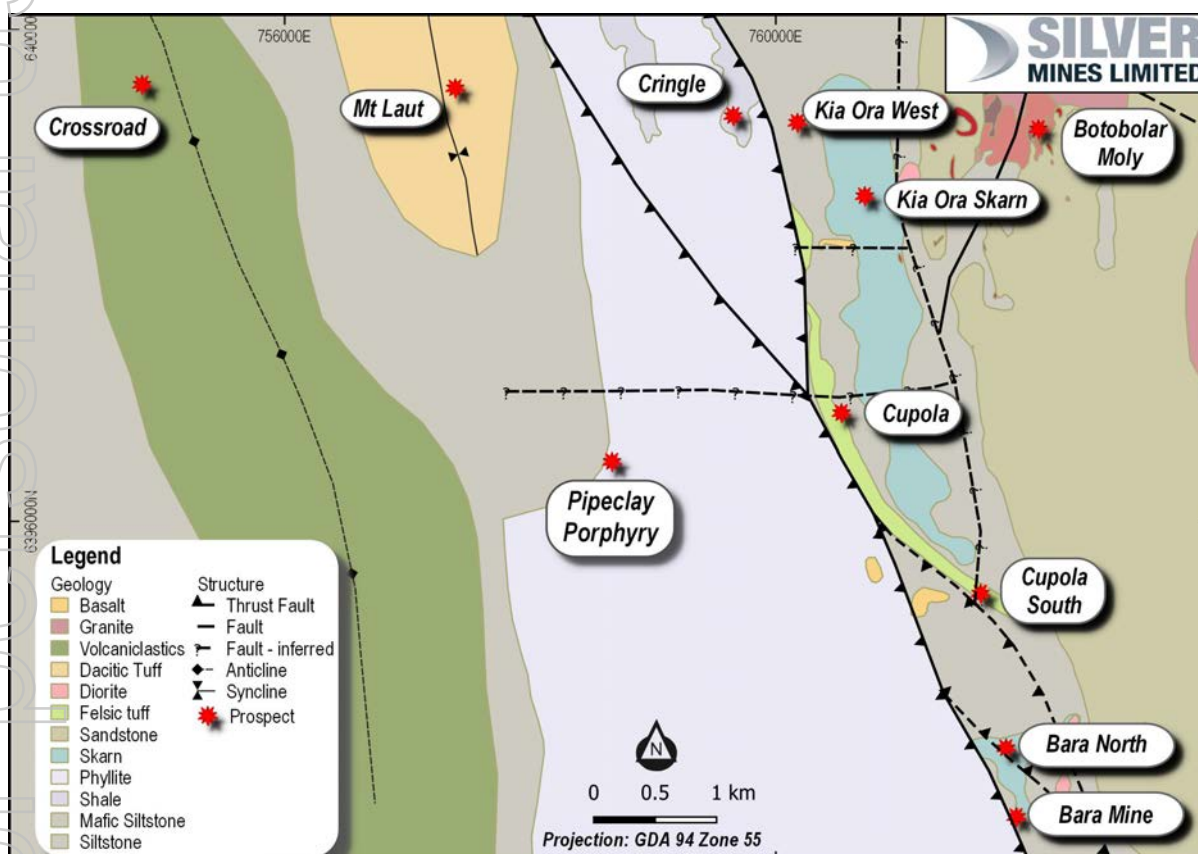 756000E
760000E
SILVER
MINES LIMITED
Crossroad
Mt Laut
Cringle
Kia Ora West
Botobolar
Moly
Kia Ora Skarn
Cupola
Pipeclay
Porphyry
6396000N
Cupola
South
Bara North
Bara Mine
Legend
Geology
Basalt
Granite
Volcaniclastics
Dacitic Tuff
Diorite
Felsic tuff
Sandstone
Skarn
Phyllite
Shale
Mafic Siltstone
Siltstone
Structure
Thrust Fault
Fault
Fault - inferred
Anticline
Syncline
Prospect
N
0 0.5 1 km
Projection: GDA 94 Zone 55